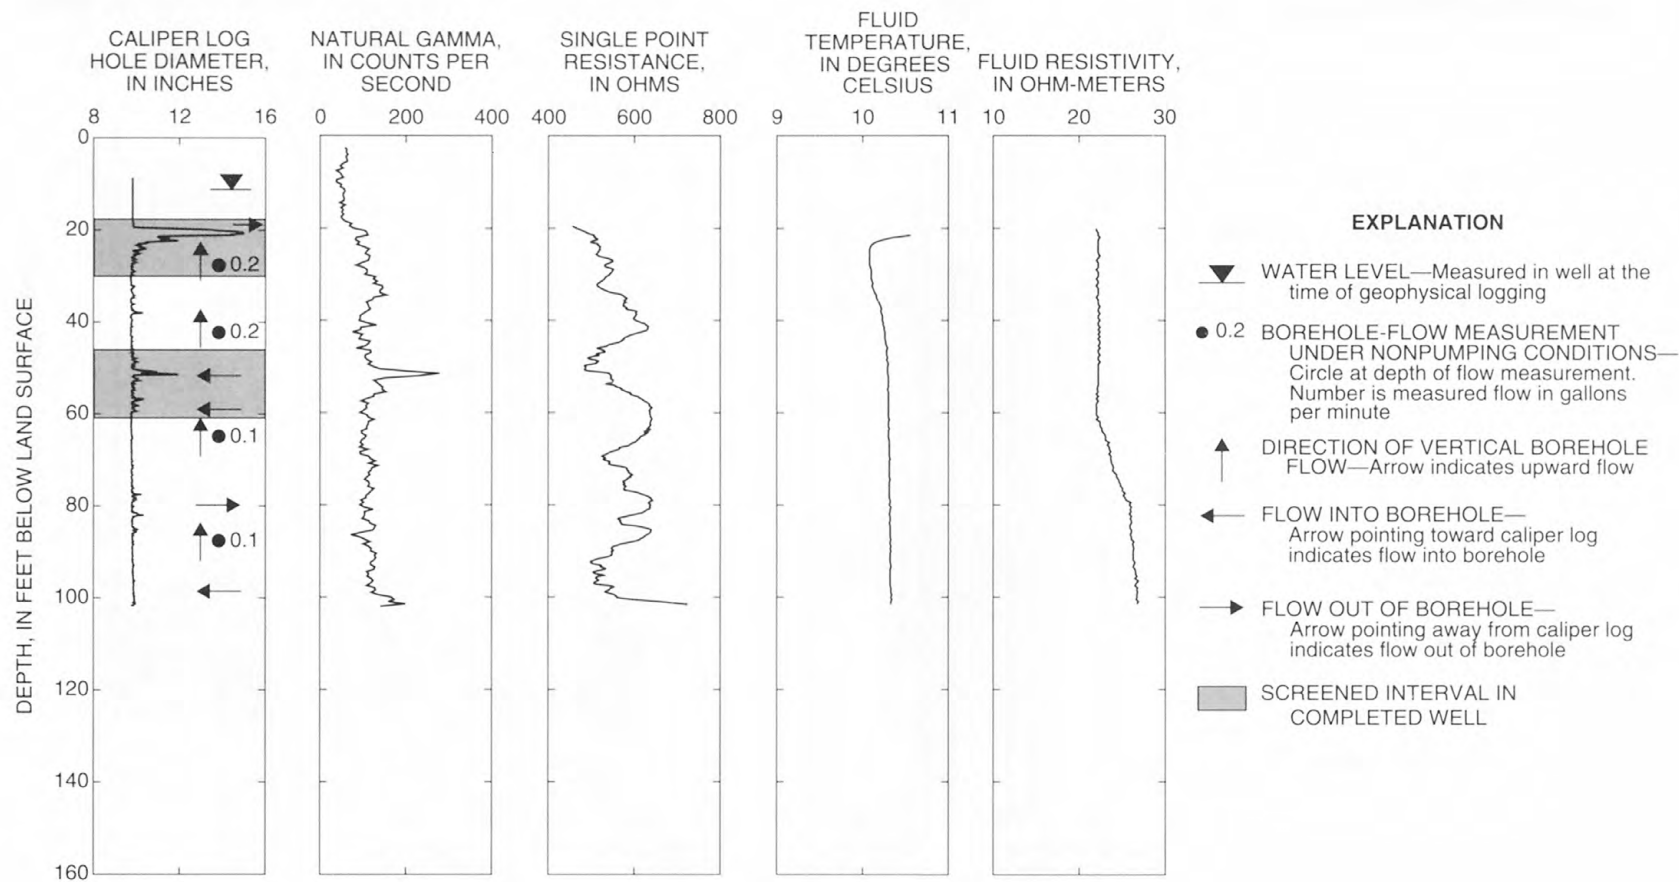 CALIPER LOG
HOLE DIAMETER,
IN INCHES
8 12 16
NATURAL GAMMA,
IN COUNTS PER
SECOND
0 200 400
SINGLE POINT
RESISTANCE,
IN OHMS
400 600 800
FLUID
TEMPERATURE,
IN DEGREES
CELSIUS
9 10 11
FLUID RESISTIVITY,
IN OHM-METERS
10 20 30
DEPTH, IN FEET BELOW LAND SURFACE
0
20
40
60
80
100
120
140
160
0.2
0.2
0.1
0.1
EXPLANATION
WATER LEVEL—Measured in well at the
time of geophysical logging
0.2 BOREHOLE-FLOW MEASUREMENT
UNDER NONPUMPING CONDITIONS—
Circle at depth of flow measurement.
Number is measured flow in gallons
per minute
DIRECTION OF VERTICAL BOREHOLE
FLOW—Arrow indicates upward flow
FLOW INTO BOREHOLE—
Arrow pointing toward caliper log
indicates flow into borehole
FLOW OUT OF BOREHOLE—
Arrow pointing away from caliper log
indicates flow out of borehole
SCREENED INTERVAL IN
COMPLETED WELL